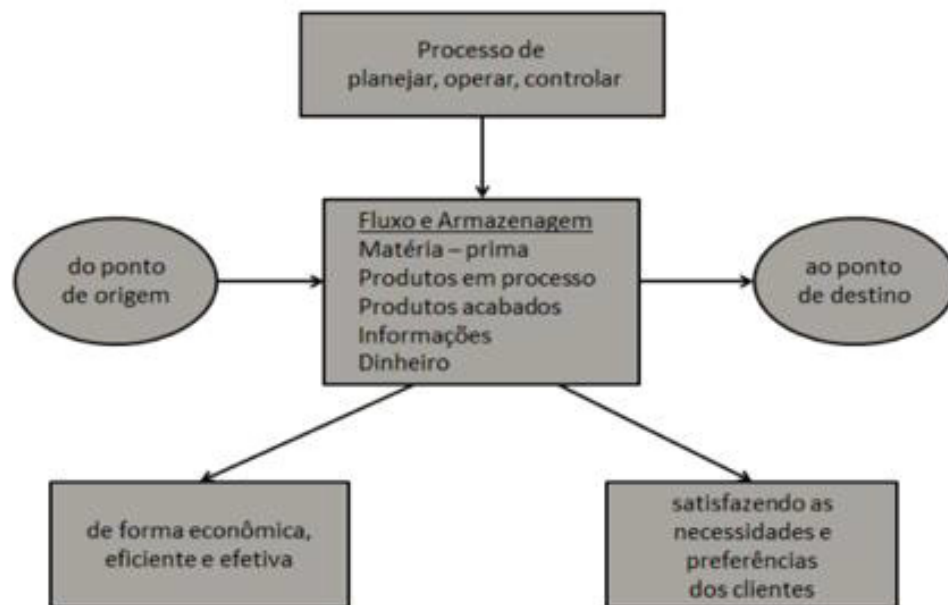 Processo de
planejar, operar, controlar
Fluxo e Armazenagem
Matéria – prima
Produtos em processo
Produtos acabados
Informações
Dinheiro
do ponto
de origem
ao ponto
de destino
de forma econômica,
eficiente e efetiva
satisfazendo as
necessidades e
preferências
dos clientes